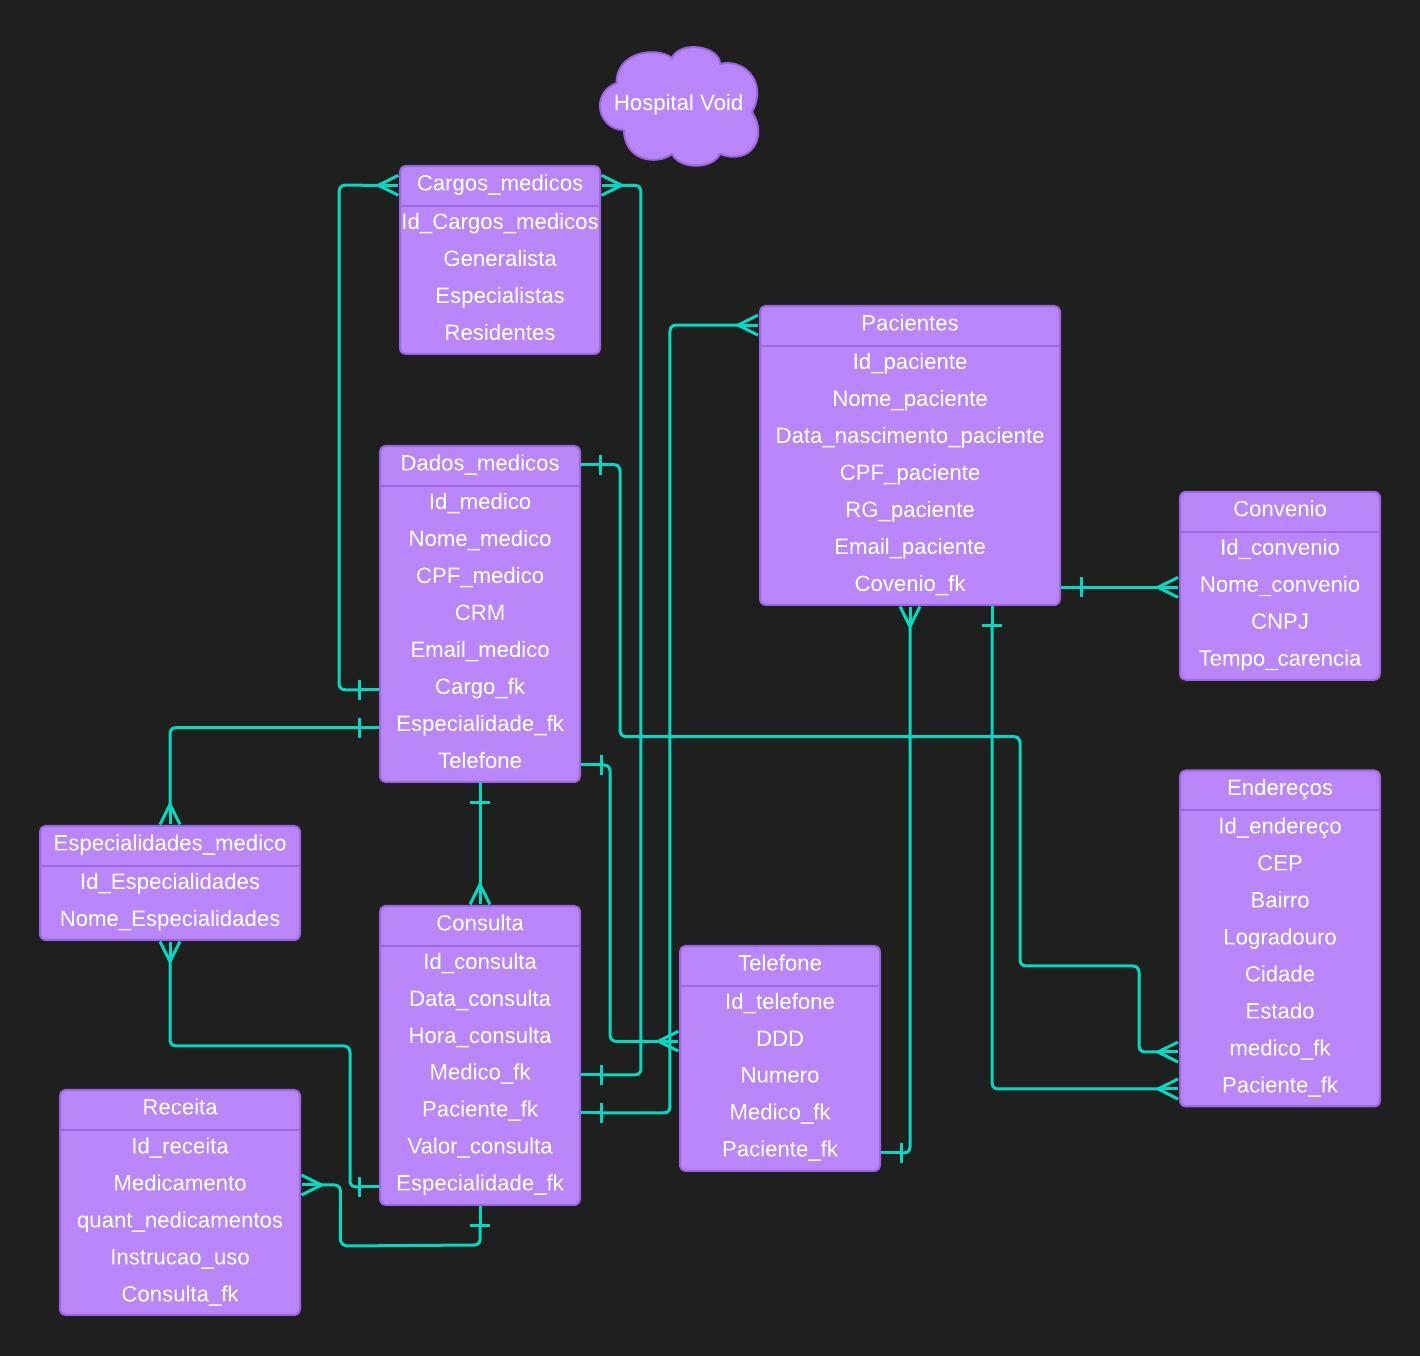 Hospital Void
Cargos_medicos
Id_Cargos_medicos
Generalista
Especialistas
Residentes
Pacientes
Id_paciente
Nome_paciente
Data_nascimento_paciente
CPF_paciente
RG_paciente
Email_paciente
Covenio_fk
Dados_medicos
Id_medico
Nome_medico
CPF_medico
CRM
Email_medico
Cargo_fk
Especialidade_fk
Telefone
Convenio
Id_convenio
Nome_convenio
CNPJ
Tempo_carencia
Endereços
Id_endereço
CEP
Bairro
Logradouro
Cidade
Estado
medico_fk
Paciente_fk
Especialidades_medico
Id_Especialidades
Nome_Especialidades
Consulta
Id_consulta
Data_consulta
Hora_consulta
Medico_fk
Paciente_fk
Valor_consulta
Especialidade_fk
Telefone
Id_telefone
DDD
Numero
Medico_fk
Paciente_fk
Receita
Id_receita
Medicamento
quant_nedicamentos
Instrucao_uso
Consulta_fk